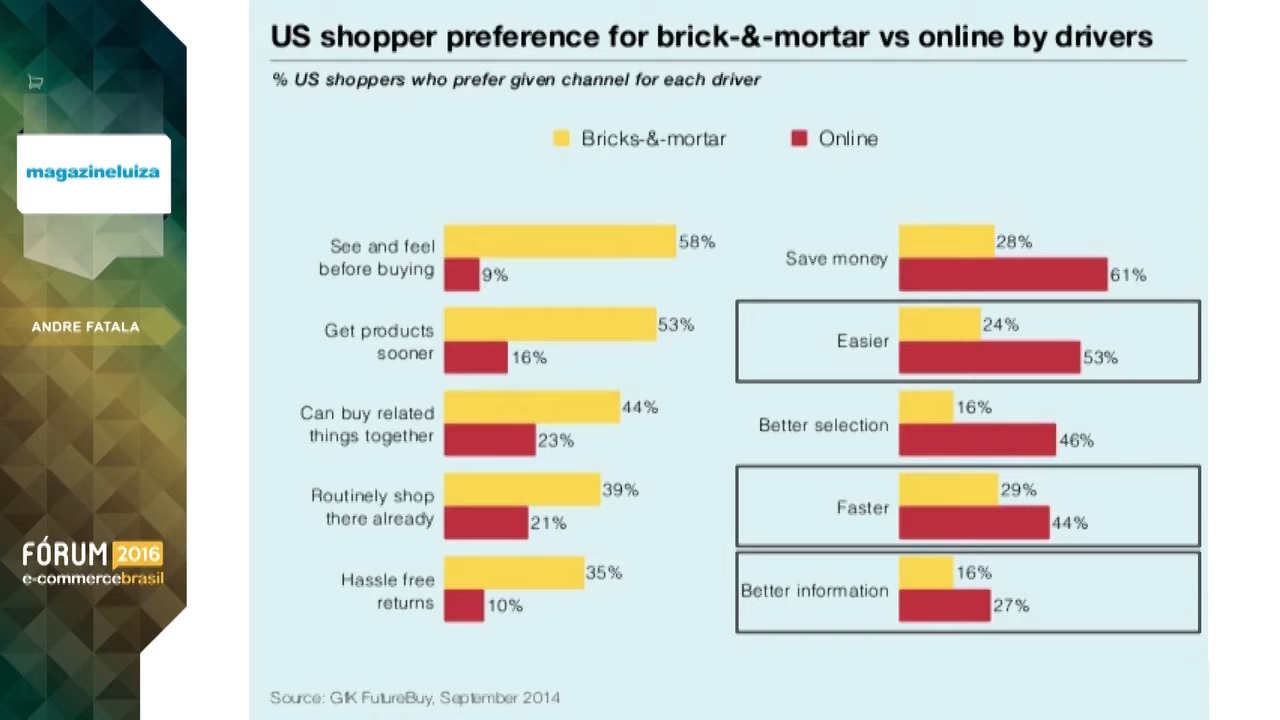 US shopper preference for brick-&-mortar vs online by drivers
% US shoppers who prefer given channel for each driver
Bricks-&-mortar
Online
See and feel
before buying
58%
9%
Get products
sooner
53%
16%
Can buy related
things together
44%
23%
Routinely shop
there already
39%
21%
Hassle free
returns
35%
10%
Save money
28%
61%
Easier
24%
53%
Better selection
16%
46%
Faster
29%
44%
Better information
16%
27%
Source: GfK FutureBuy, September 2014
magazineluiza
ANDRE FATALA
FÓRUM 2016
e-commercebrasil